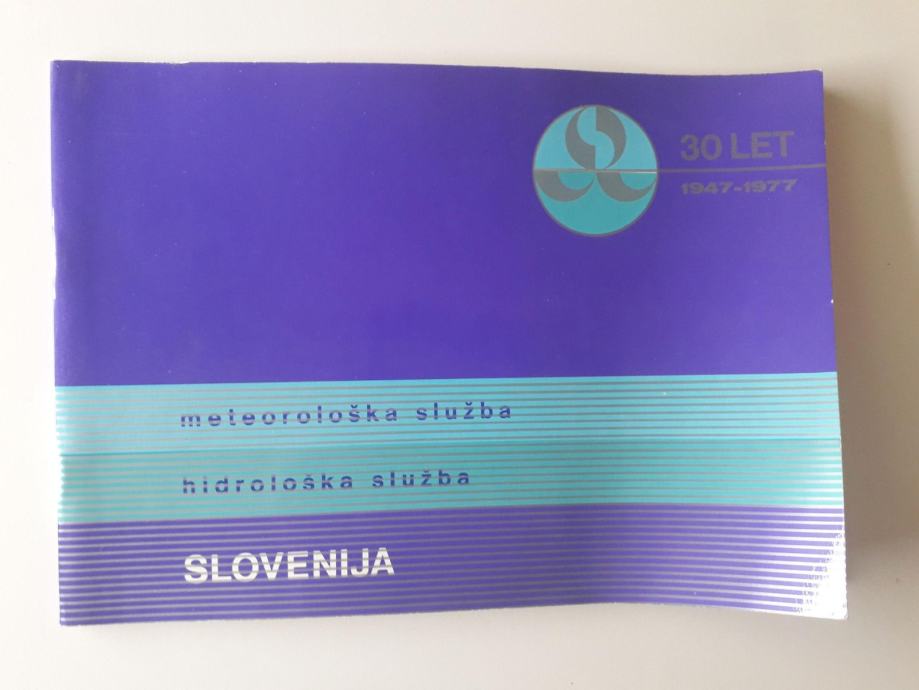 30 LET
1947-1977
meteorološka služba
hidrološka služba
SLOVENIJA